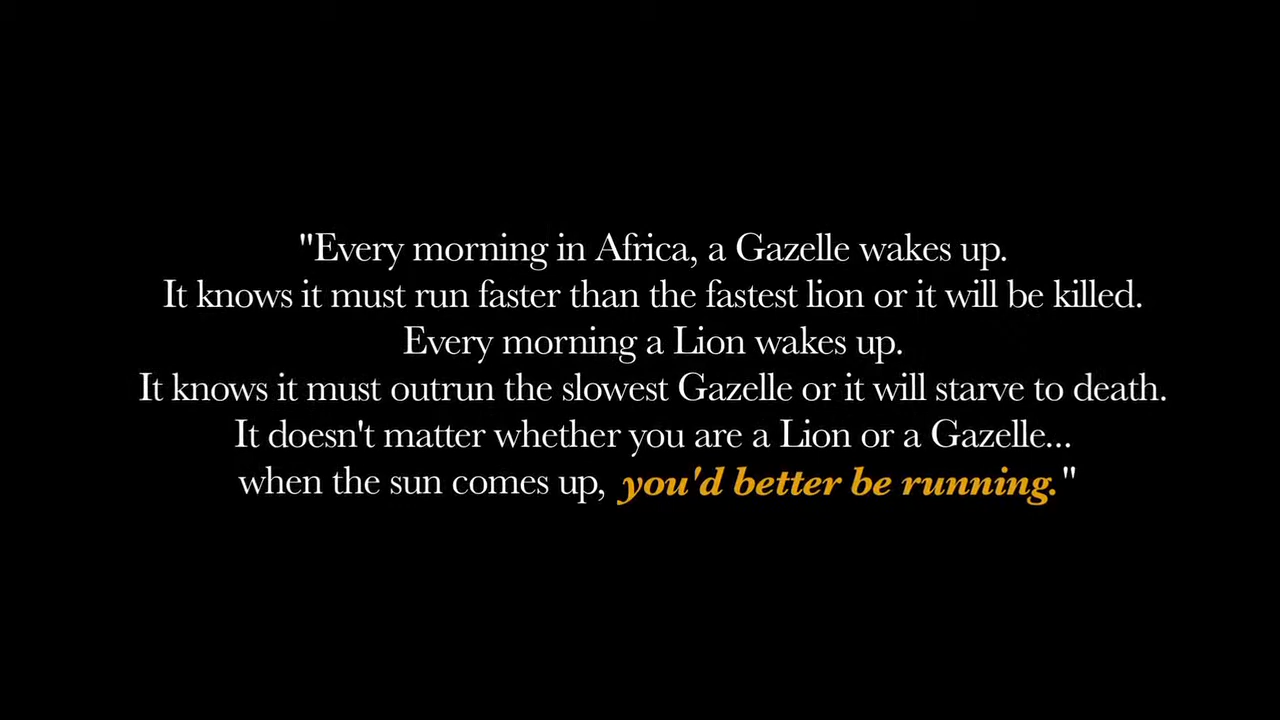 "Every morning in Africa, a Gazelle wakes up.
It knows it must run faster than the fastest lion or it will be killed.
Every morning a Lion wakes up.
It knows it must outrun the slowest Gazelle or it will starve to death.
It doesn't matter whether you are a Lion or a Gazelle...
when the sun comes up, you'd better be running."